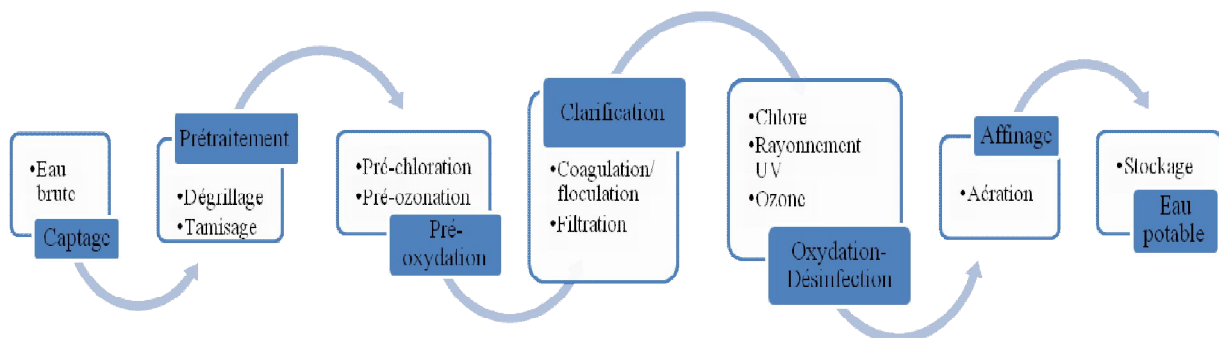 •Eau
brute
Captage
Prétraitement
•Dégrillage
•Tamisage
•Pré-chloration
•Pré-ozonation
Pré-
oxydation
Clarification
•Coagulation/
floculation
•Filtration
•Chlore
•Rayonnement
UV
•Ozone
Oxydation-
Désinfection
Affinage
•Aération
•Stockage
Eau
potable